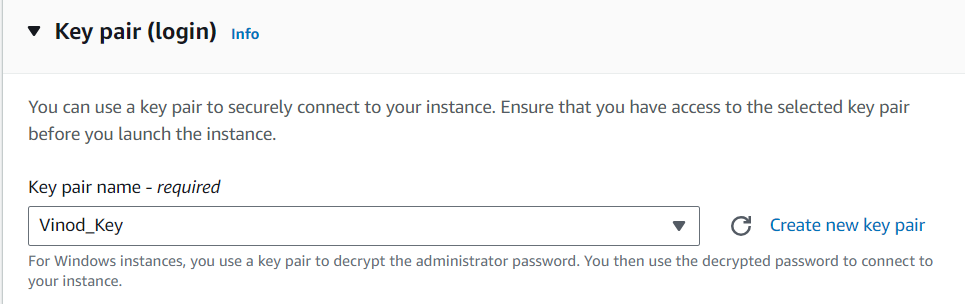 Key pair (login) Info
You can use a key pair to securely connect to your instance. Ensure that you have access to the selected key pair
before you launch the instance.
Key pair name - required
Vinod_Key
Create new key pair
For Windows instances, you use a key pair to decrypt the administrator password. You then use the decrypted password to connect to
your instance.